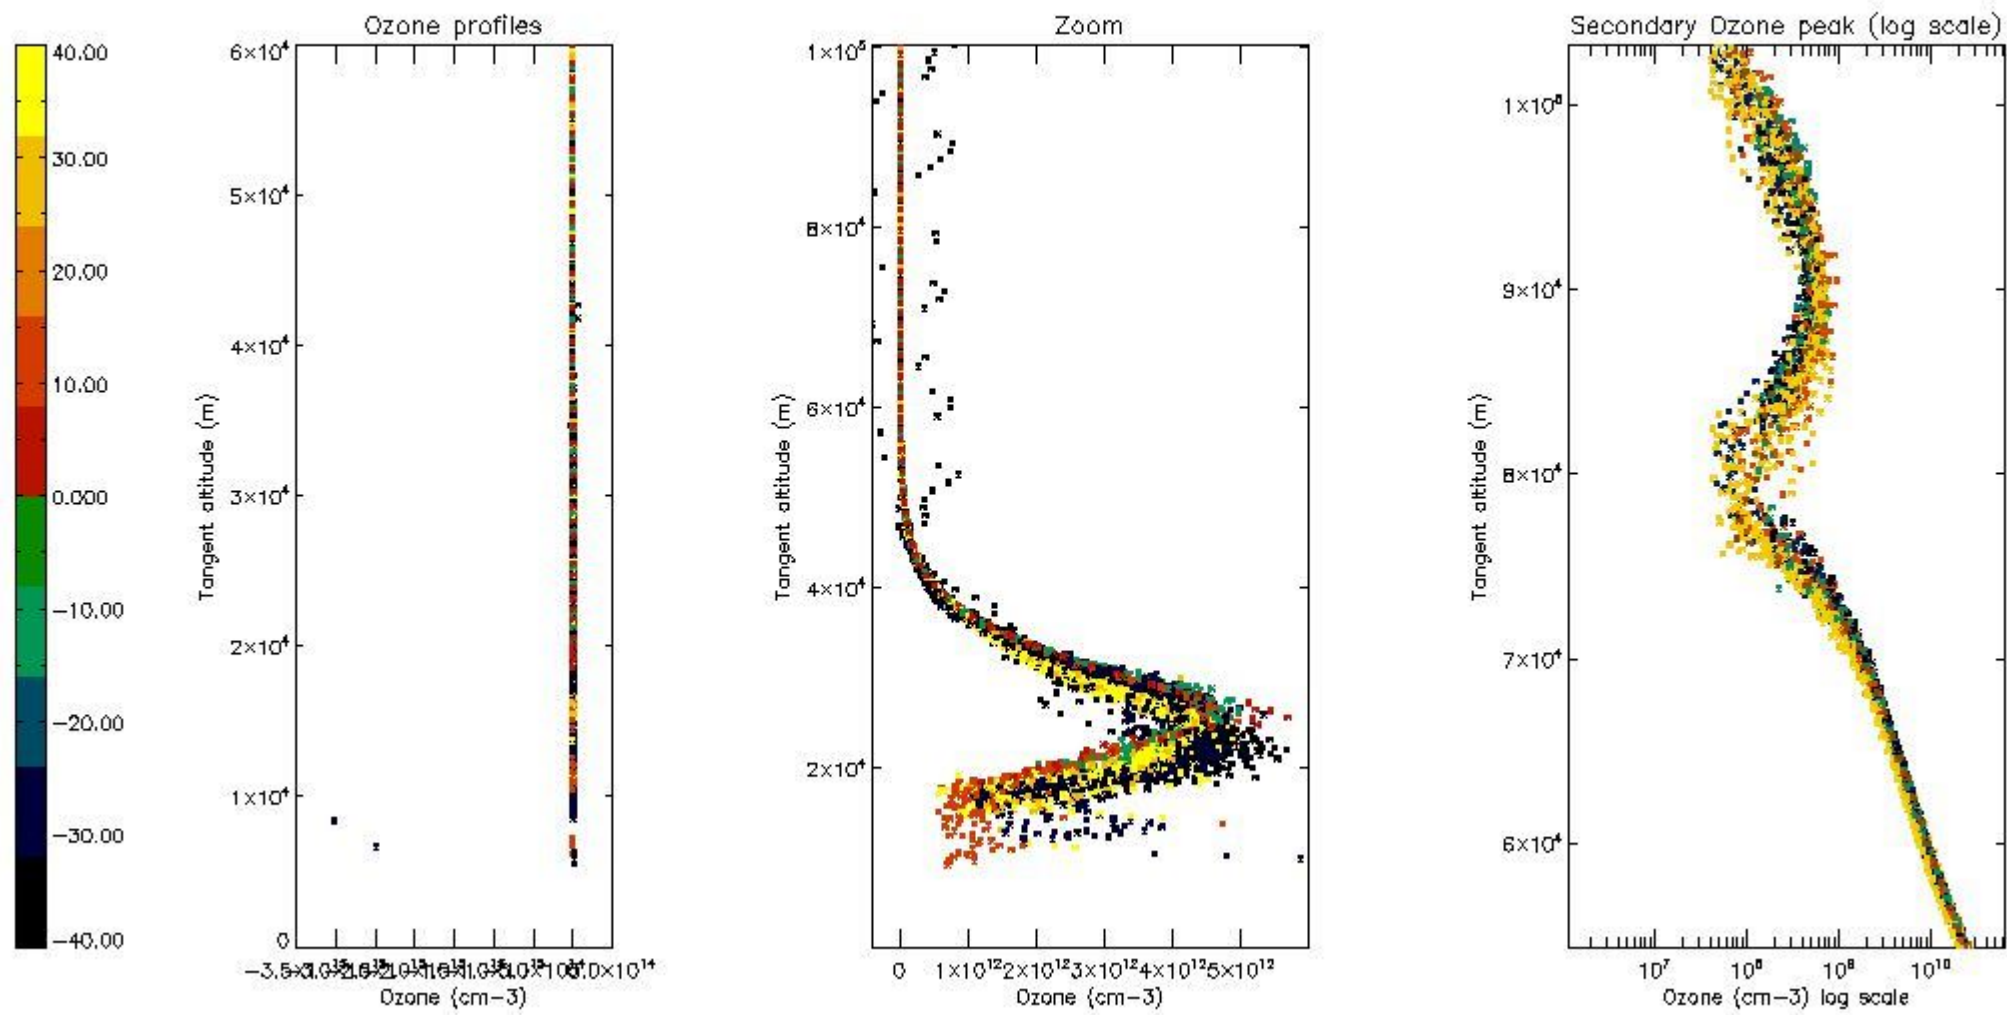 Ozone profiles
Zoom
Secondary Ozone peak (log scale)
40.00
30.00
20.00
10.00
0.000
−10.00
−20.00
−30.00
−40.00
6×10⁴
5×10⁴
4×10⁴
3×10⁴
2×10⁴
1×10⁴
0
Tangent altitude (m)
Ozone (cm−3)
1×10⁵
8×10⁴
6×10⁴
4×10⁴
2×10⁴
Tangent altitude (m)
0 1×10¹² 2×10¹² 3×10¹² 4×10¹² 5×10¹²
Ozone (cm−3)
1×10⁵
9×10⁴
8×10⁴
7×10⁴
6×10⁴
Tangent altitude (m)
10⁷ 10⁸ 10⁹ 10¹⁰
Ozone (cm−3) log scale